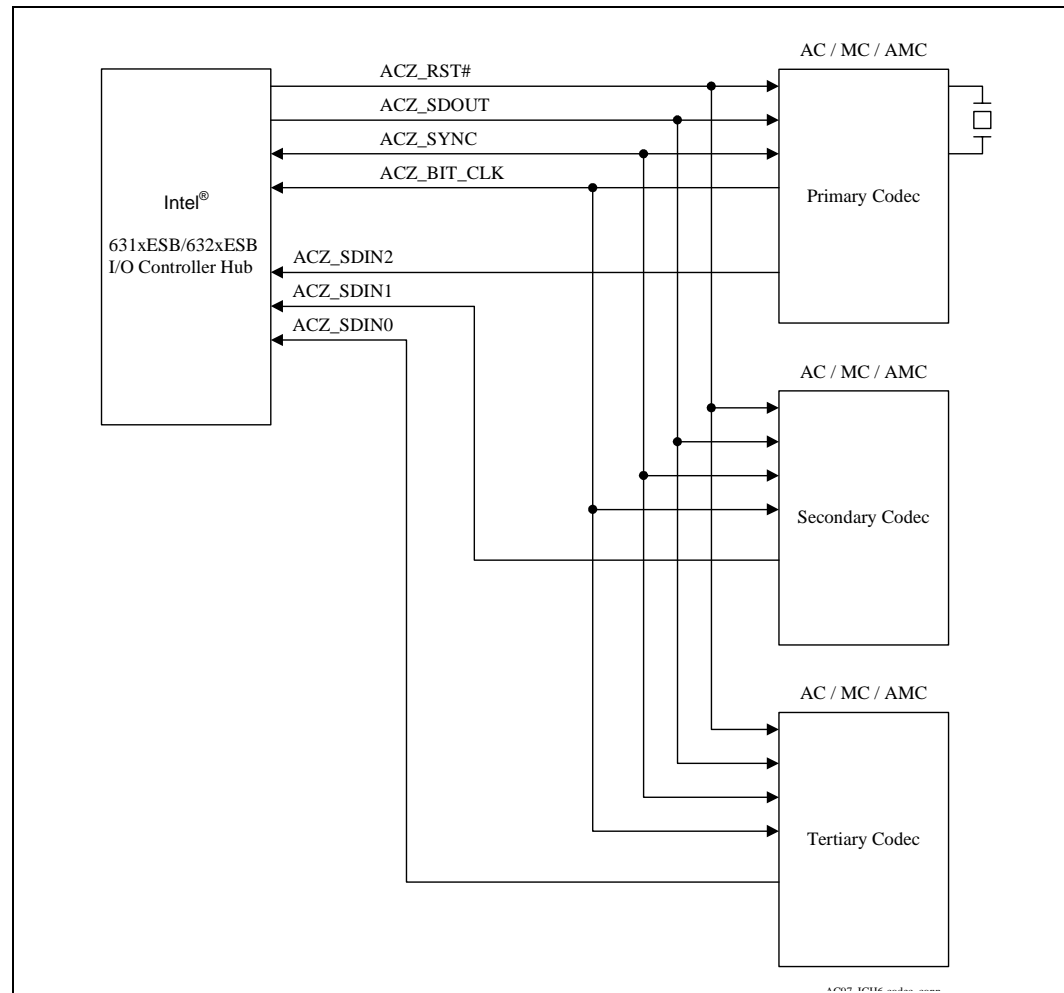 AC / MC / AMC
ACZ_RST#
ACZ_SDOUT
ACZ_SYNC
ACZ_BIT_CLK
Intel®
Primary Codec
631xESB/632xESB
I/O Controller Hub
ACZ_SDIN2
ACZ_SDIN1
ACZ_SDIN0
AC / MC / AMC
Secondary Codec
AC / MC / AMC
Tertiary Codec